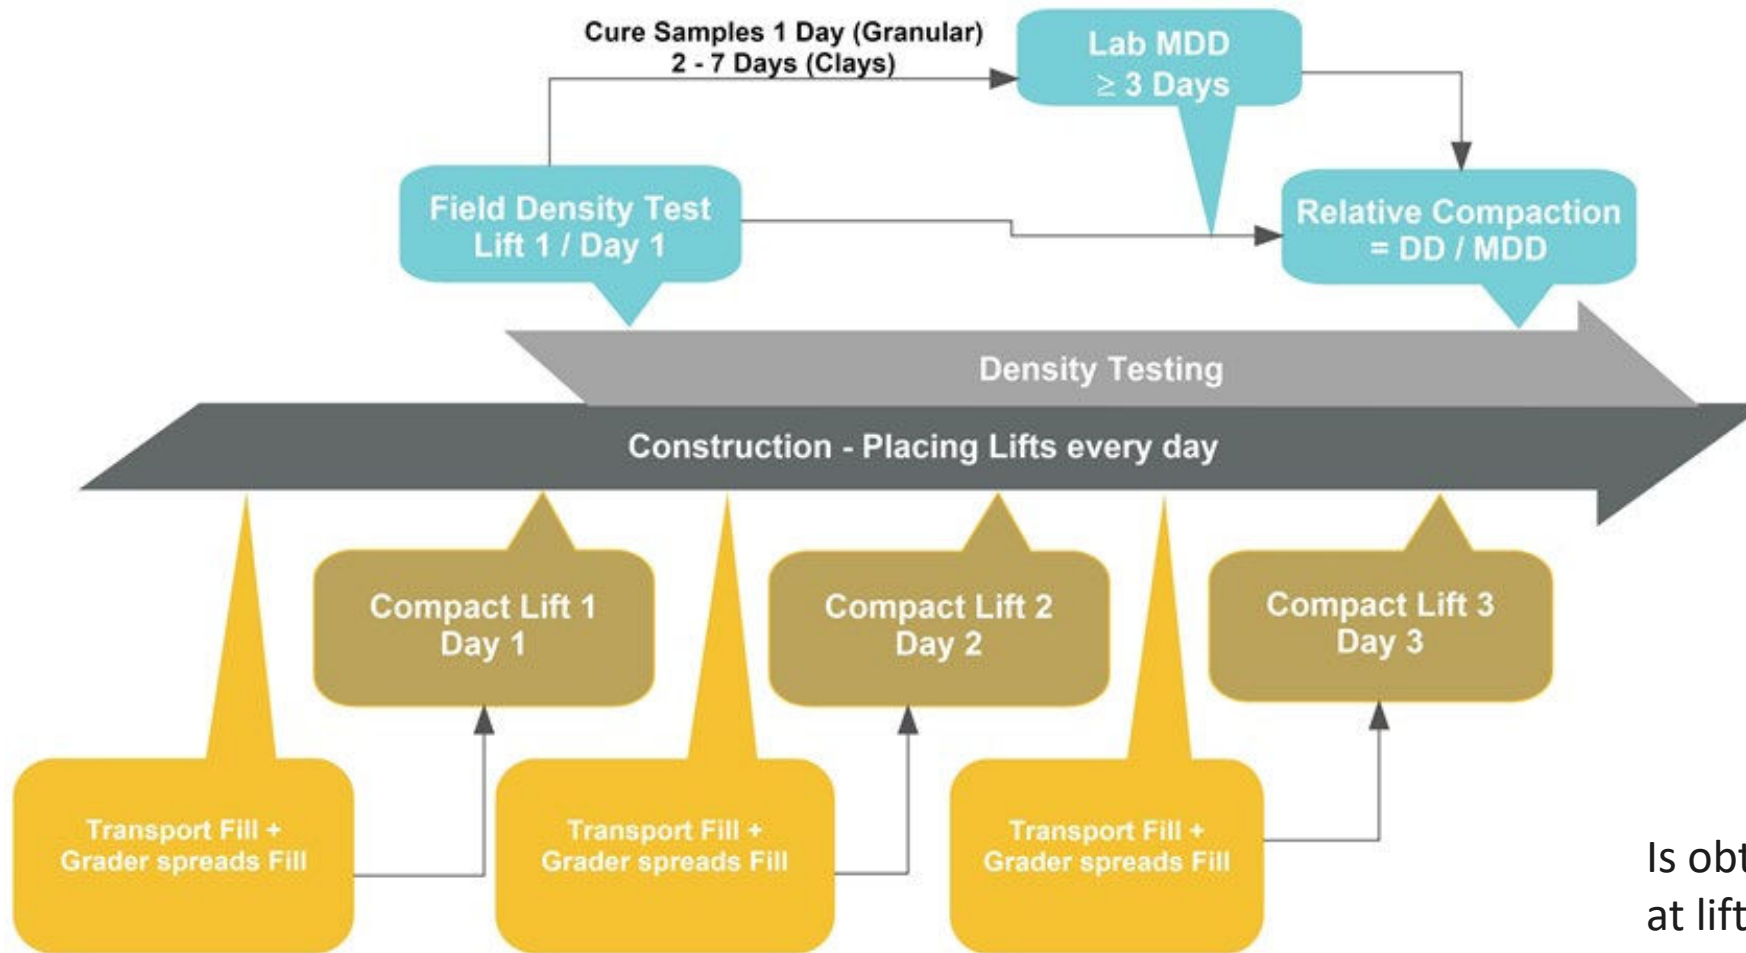 Cure Samples 1 Day (Granular)
2 - 7 Days (Clays)
Lab MDD
≥ 3 Days
Field Density Test
Lift 1 / Day 1
Relative Compaction
= DD / MDD
Density Testing
Construction - Placing Lifts every day
Compact Lift 1
Day 1
Compact Lift 2
Day 2
Compact Lift 3
Day 3
Transport Fill +
Grader spreads Fill
Transport Fill +
Grader spreads Fill
Transport Fill +
Grader spreads Fill
Is
at lift